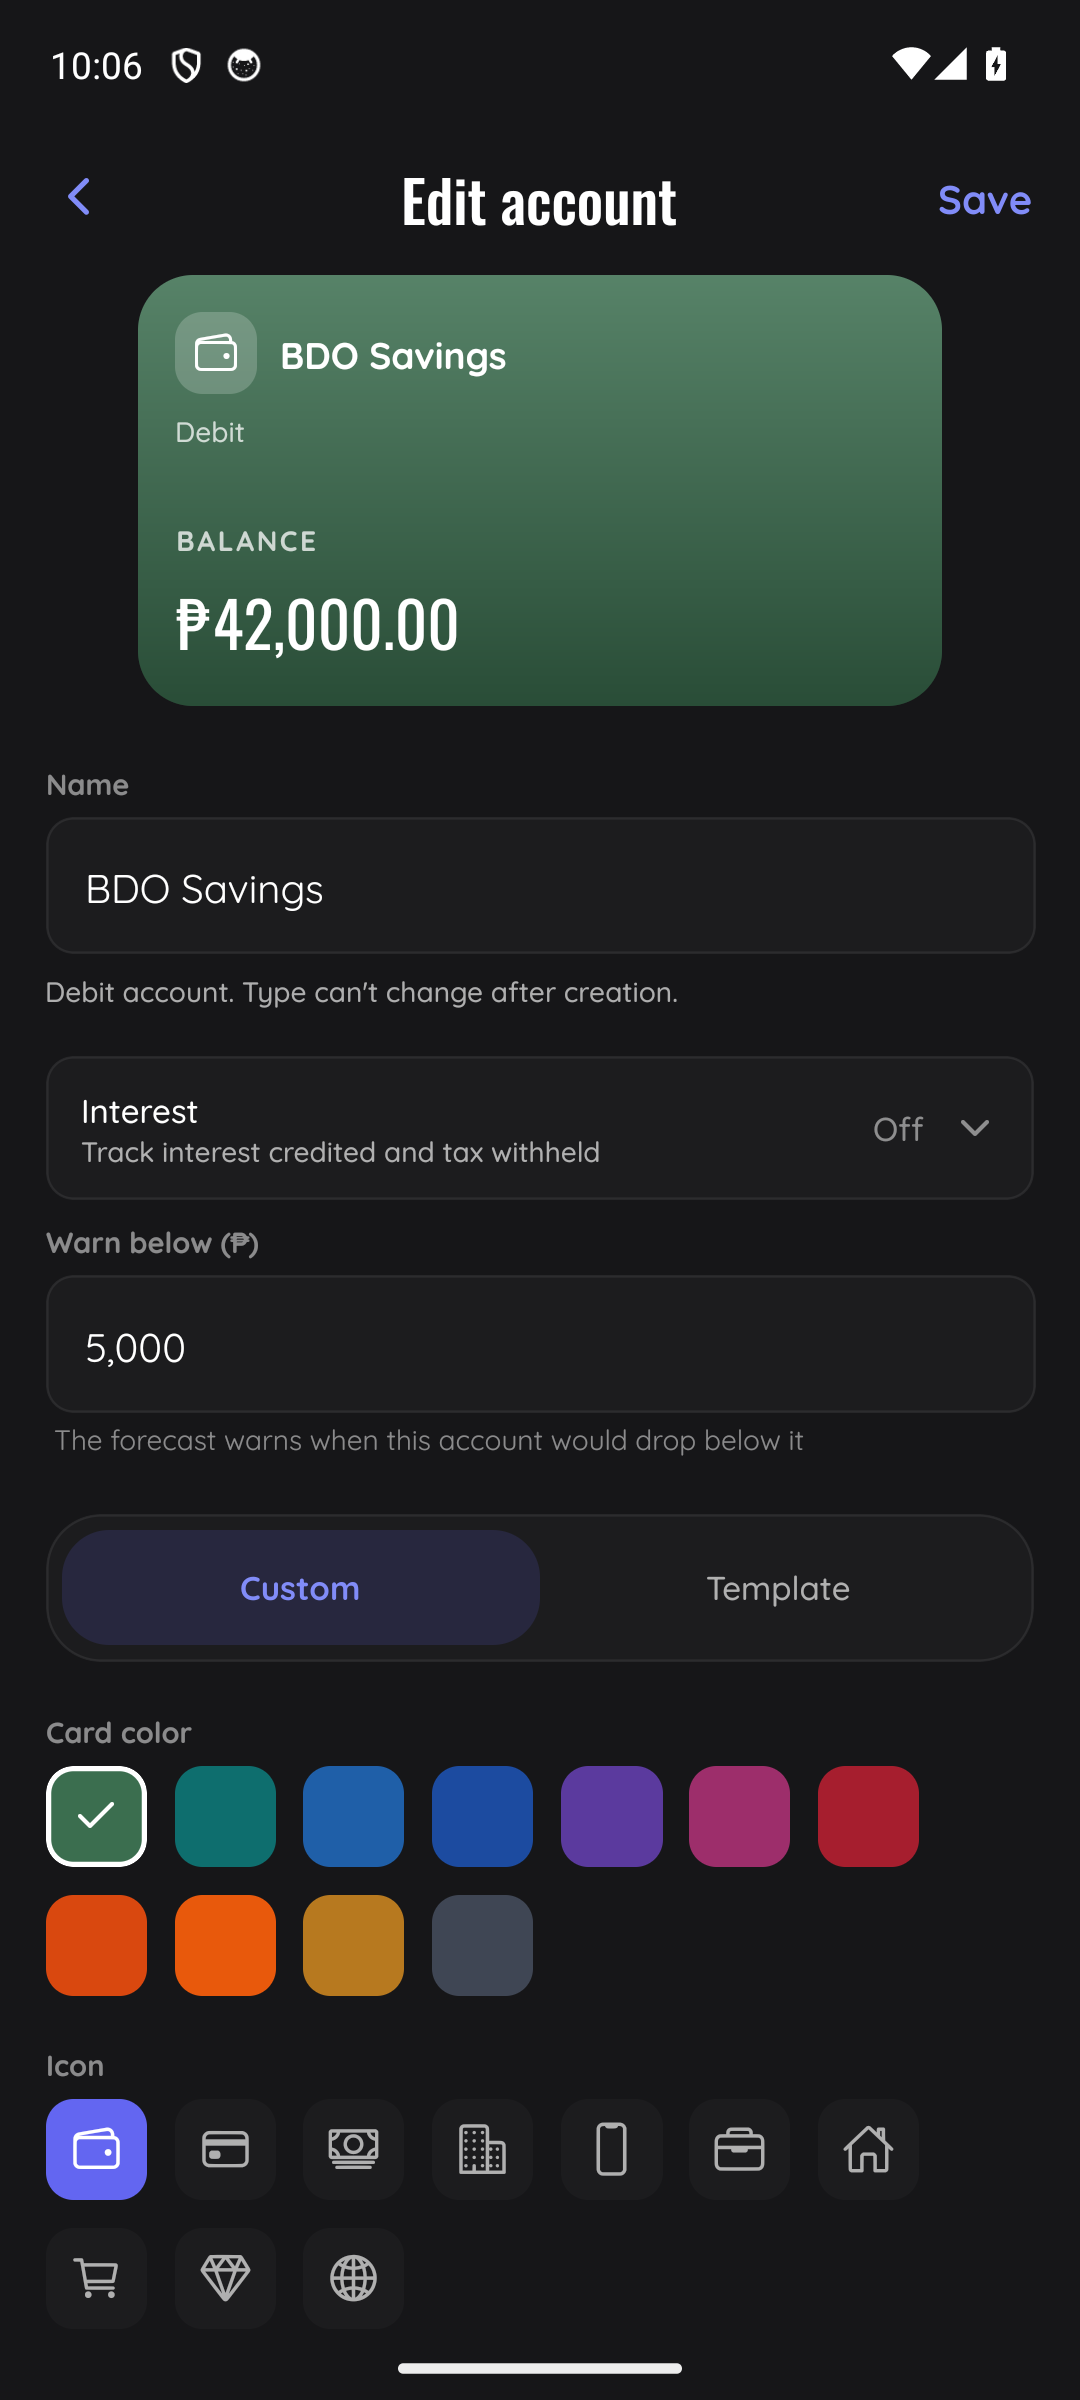 10:06
Edit account
Save
BDO Savings
Debit
BALANCE
₱42,000.00
Name
BDO Savings
Debit account. Type can't change after creation.
Interest
Track interest credited and tax withheld
Off
Warn below (₱)
5,000
The forecast warns when this account would drop below it
Custom
Template
Card color
Icon